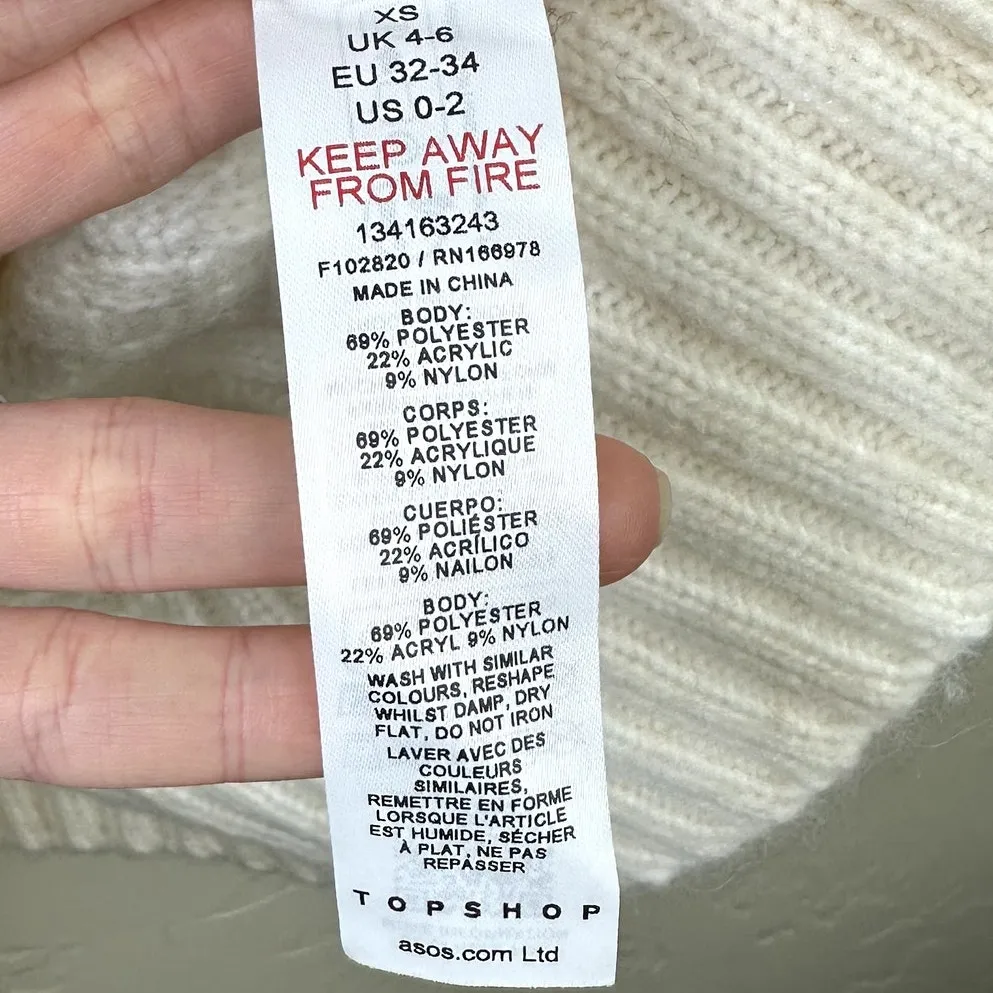 XS
UK 4-6
EU 32-34
US 0-2
KEEP AWAY
FROM FIRE
134163243
F102820 / RN166978
MADE IN CHINA
BODY:
69% POLYESTER
22% ACRYLIC
9% NYLON
CORPS:
69% POLYESTER
22% ACRYLIQUE
9% NYLON
CUERPO:
69% POLIÉSTER
22% ACRÍLICO
9% NAILON
BODY:
69% POLYESTER
22% ACRYL 9% NYLON
WASH WITH SIMILAR
COLOURS, RESHAPE
WHILST DAMP, DRY
FLAT, DO NOT IRON
LAVER AVEC DES
COULEURS
SIMILAIRES,
REMETTRE EN FORME
LORSQUE L'ARTICLE
EST HUMIDE, SÉCHER
À PLAT, NE PAS
REPASSER
TOPSHOP
asos.com Ltd